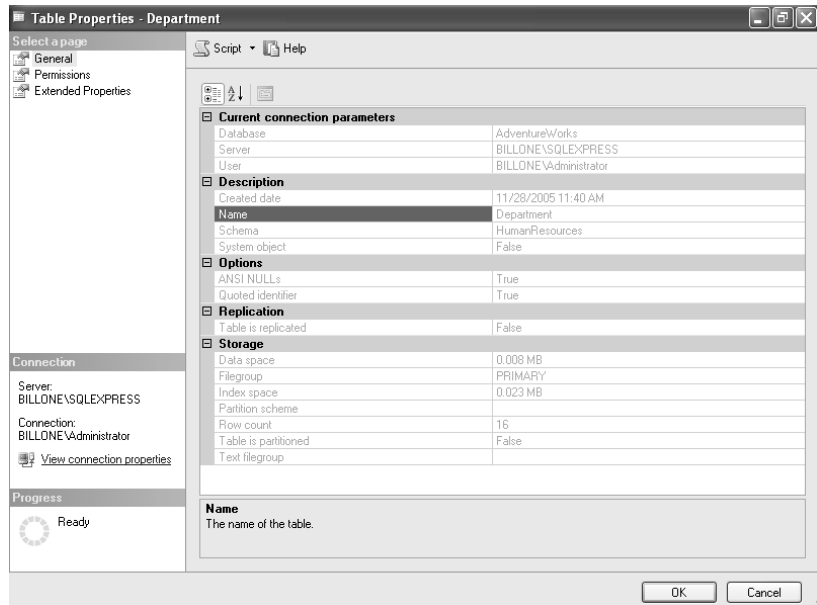 Table Properties - Department
Select a page
General
Permissions
Extended Properties
Script Help
Current connection parameters
Database AdventureWorks
Server BILLONE\SQLEXPRESS
User BILLONE\Administrator
Description
Created date 11/28/2005 11:40 AM
Name Department
Schema HumanResources
System object False
Options
ANSI NULLs True
Quoted identifier True
Replication
Table is replicated False
Storage
Data space 0.008 MB
Filegroup PRIMARY
Index space 0.023 MB
Partition scheme
Row count 16
Table is partitioned False
Text filegroup
Connection
Server:
BILLONE\SQLEXPRESS
Connection:
BILLONE\Administrator
View connection properties
Progress
Ready
Name
The name of the table.
OK Cancel